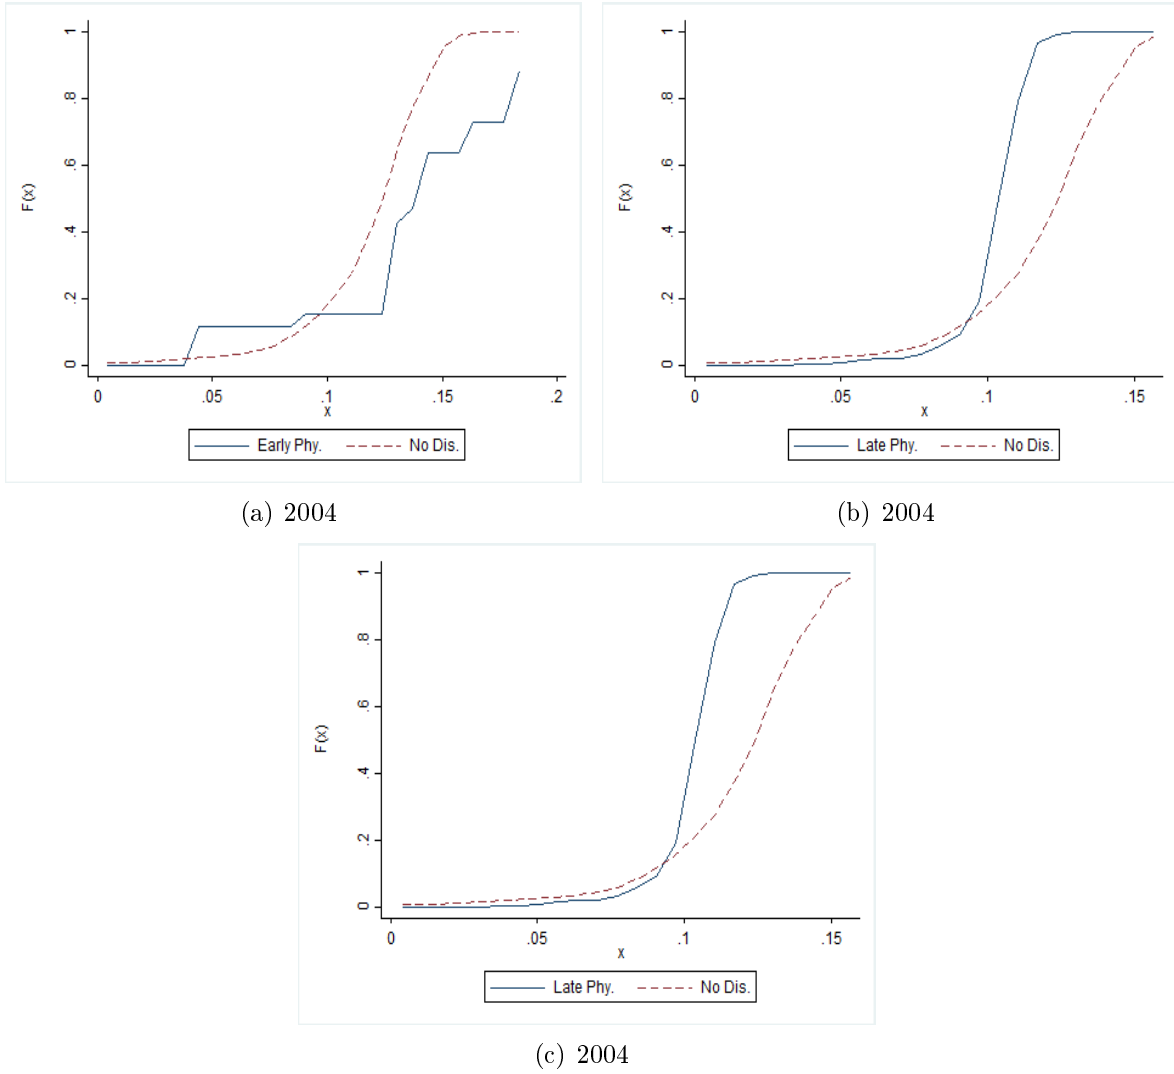 F(x)
1
.8
.6
.4
.2
0
0 .05 .1 .15 .2
x
Early Phy. No Dis.
(a) 2004
F(x)
1
.8
.6
.4
.2
0
0 .05 .1 .15
x
Late Phy. No Dis.
(b) 2004
F(x)
1
.8
.6
.4
.2
0
0 .05 .1 .15
x
Late Phy. No Dis.
(c) 2004